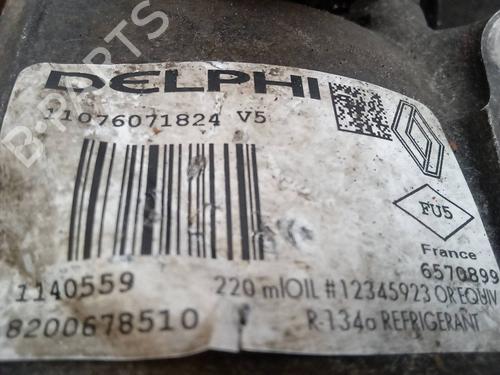 B-PARTS
DELPHI
11076071824 V5
FU5
France
6570899
1140559
220 ml OIL #12345923 OR EQUIV
8200678510
R-134a REFRIGERANT